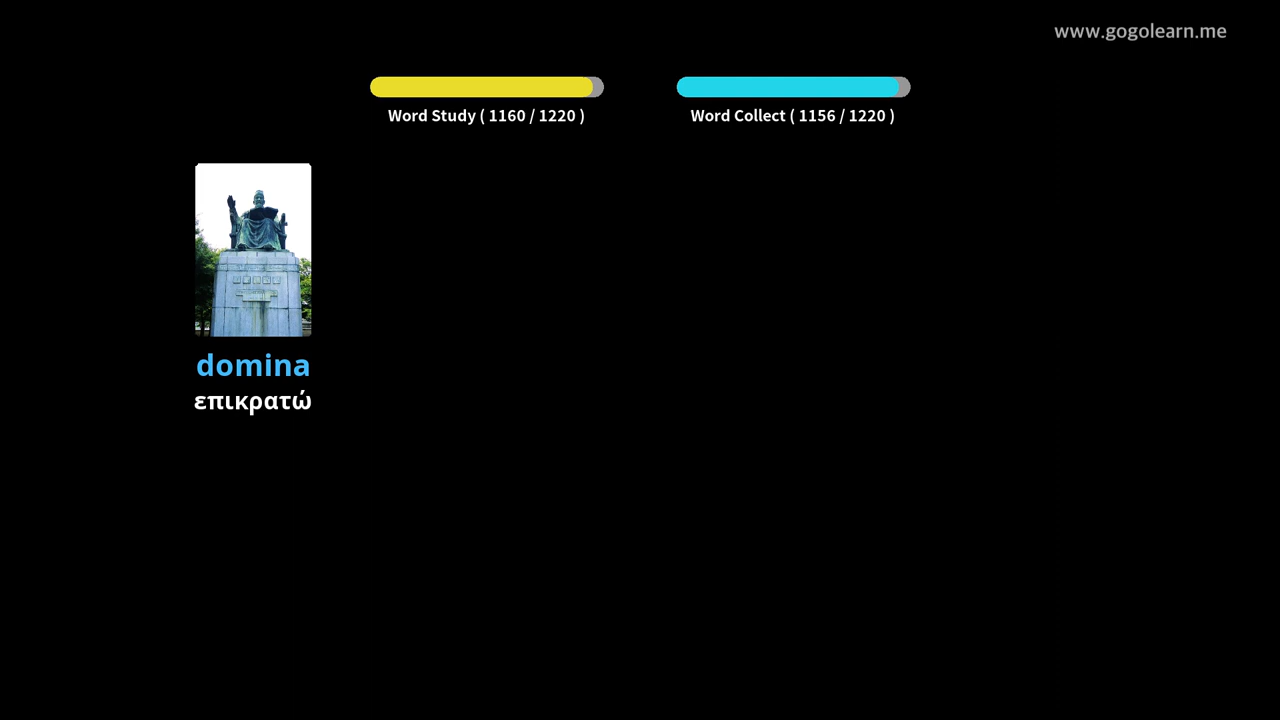 www.gogolearn.me
Word Study ( 1160 / 1220 )
Word Collect ( 1156 / 1220 )
domina
επικρατώ